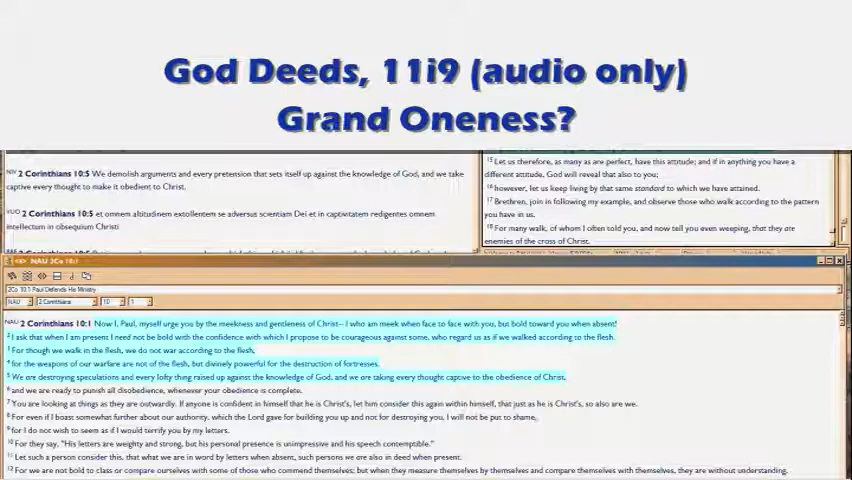 God Deeds, 11i9 (audio only)
Grand Oneness?
NIV 2 Corinthians 10:5 We demolish arguments and every pretension that sets itself up against the knowledge of God, and we take
captive every thought to make it obedient to Christ.
VUO 2 Corinthians 10:5 et omnem altitudinem extollentem se adversus scientiam Dei et in captivitatem redigentes omnem
intellectum in obsequium Christi
15 Let us therefore, as many as are perfect, have this attitude; and if in anything you have a
different attitude, God will reveal that also to you;
16 however, let us keep living by that same standard to which we have attained.
17 Brethren, join in following my example, and observe those who walk according to the pattern
you have in us.
18 For many walk, of whom I often told you, and now tell you even weeping, that they are
enemies of the cross of Christ,
NAU 2Co 10:1
2Co 10:1 Paul Defends His Ministry
NAU 2 Corinthians 10 1
NAU 2 Corinthians 10:1 Now I, Paul, myself urge you by the meekness and gentleness of Christ-- I who am meek when face to face with you, but bold toward you when absent!
2 I ask that when I am present I need not be bold with the confidence with which I propose to be courageous against some, who regard us as if we walked according to the flesh.
3 For though we walk in the flesh, we do not war according to the flesh,
4 for the weapons of our warfare are not of the flesh, but divinely powerful for the destruction of fortresses.
5 We are destroying speculations and every lofty thing raised up against the knowledge of God, and we are taking every thought captive to the obedience of Christ,
6 and we are ready to punish all disobedience, whenever your obedience is complete.
7 You are looking at things as they are outwardly. If anyone is confident in himself that he is Christ's, let him consider this again within himself, that just as he is Christ's, so also are we.
8 For even if I boast somewhat further about our authority, which the Lord gave for building you up and not for destroying you, I will not be put to shame,
9 for I do not wish to seem as if I would terrify you by my letters.
10 For they say, "His letters are weighty and strong, but his personal presence is unimpressive and his speech contemptible."
11 Let such a person consider this, that what we are in word by letters when absent, such persons we are also in deed when present.
12 For we are not bold to class or compare ourselves with some of those who commend themselves; but when they measure themselves by themselves and compare themselves with themselves, they are without understanding.